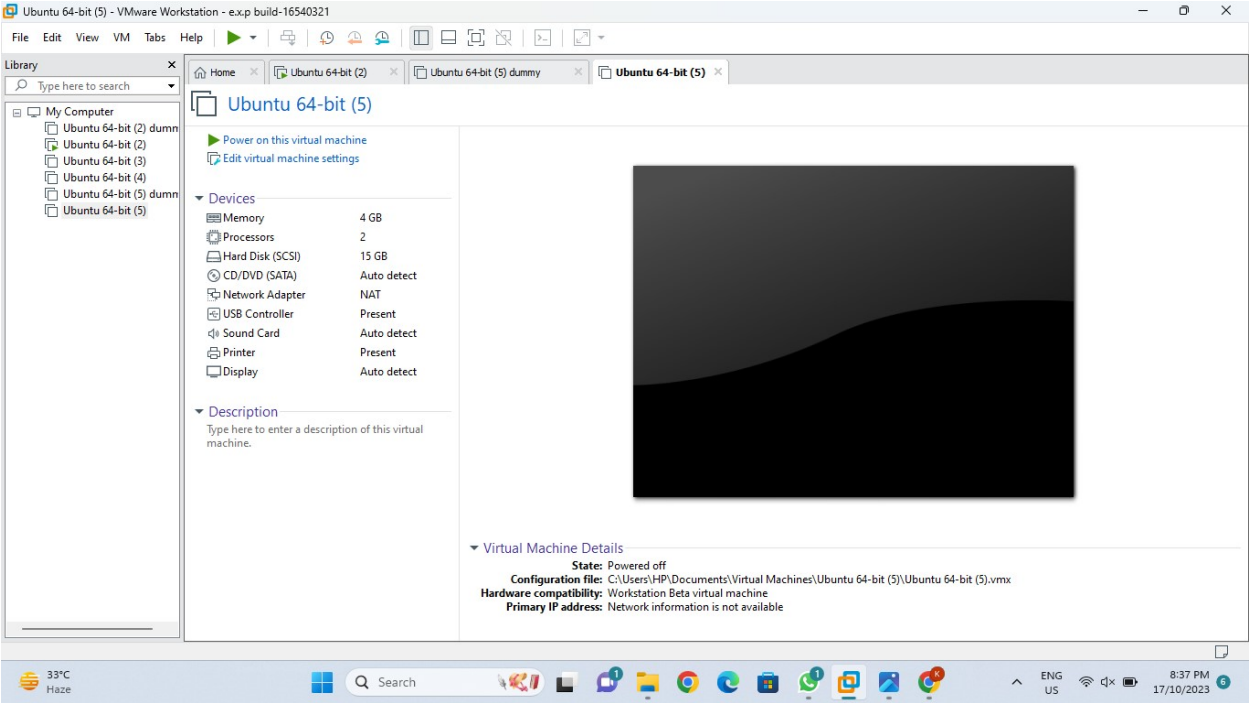 Ubuntu 64-bit (5) - VMware Workstation - e.x.p build-16540321
File Edit View VM Tabs Help
Library
Home Ubuntu 64-bit (2) Ubuntu 64-bit (5) dummy Ubuntu 64-bit (5)
Type here to search
My Computer
Ubuntu 64-bit (2) dumm
Ubuntu 64-bit (2)
Ubuntu 64-bit (3)
Ubuntu 64-bit (4)
Ubuntu 64-bit (5) dumm
Ubuntu 64-bit (5)
Ubuntu 64-bit (5)
Power on this virtual machine
Edit virtual machine settings
Devices
Memory 4 GB
Processors 2
Hard Disk (SCSI) 15 GB
CD/DVD (SATA) Auto detect
Network Adapter NAT
USB Controller Present
Sound Card Auto detect
Printer Present
Display Auto detect
Description
Type here to enter a description of this virtual
machine.
Virtual Machine Details
State: Powered off
Configuration file: C:\Users\HP\Documents\Virtual Machines\Ubuntu 64-bit (5)\Ubuntu 64-bit (5).vmx
Hardware compatibility: Workstation Beta virtual machine
Primary IP address: Network information is not available
33°C
Haze
Search
1
1
K
ENG
US
8:37 PM
17/10/2023
6